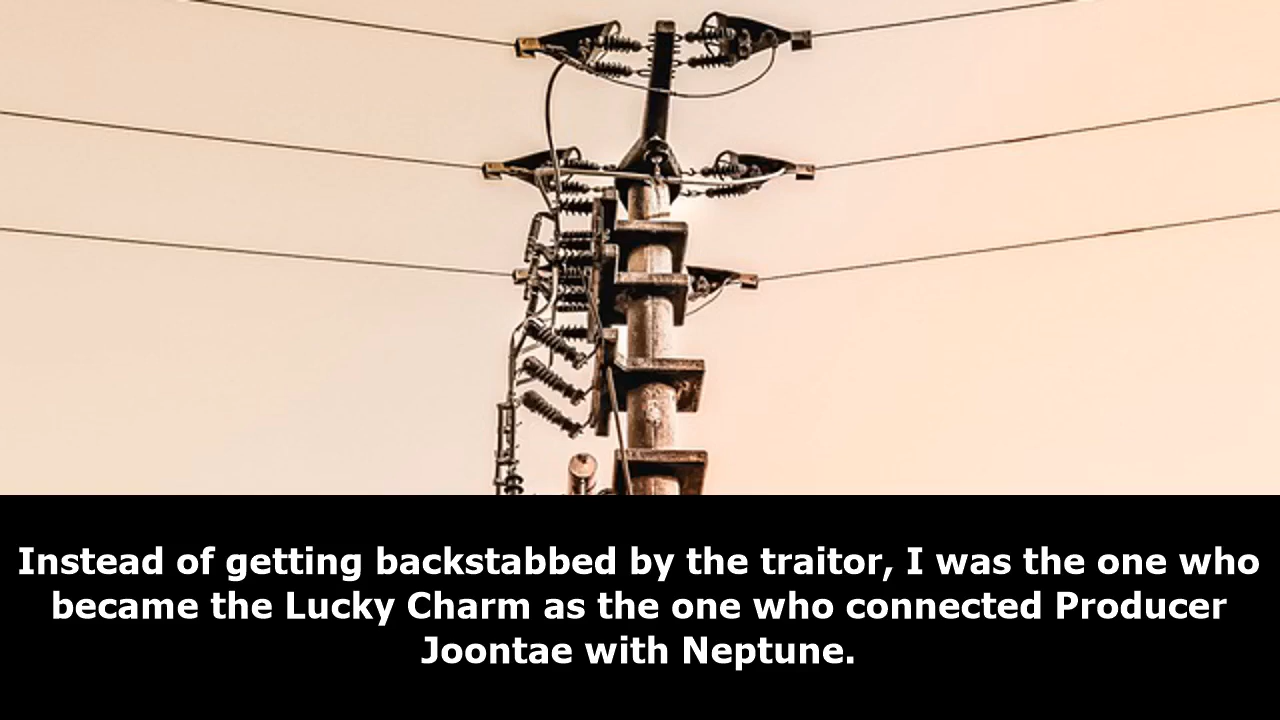 Instead of getting backstabbed by the traitor, I was the one who
became the Lucky Charm as the one who connected Producer
Joontae with Neptune.